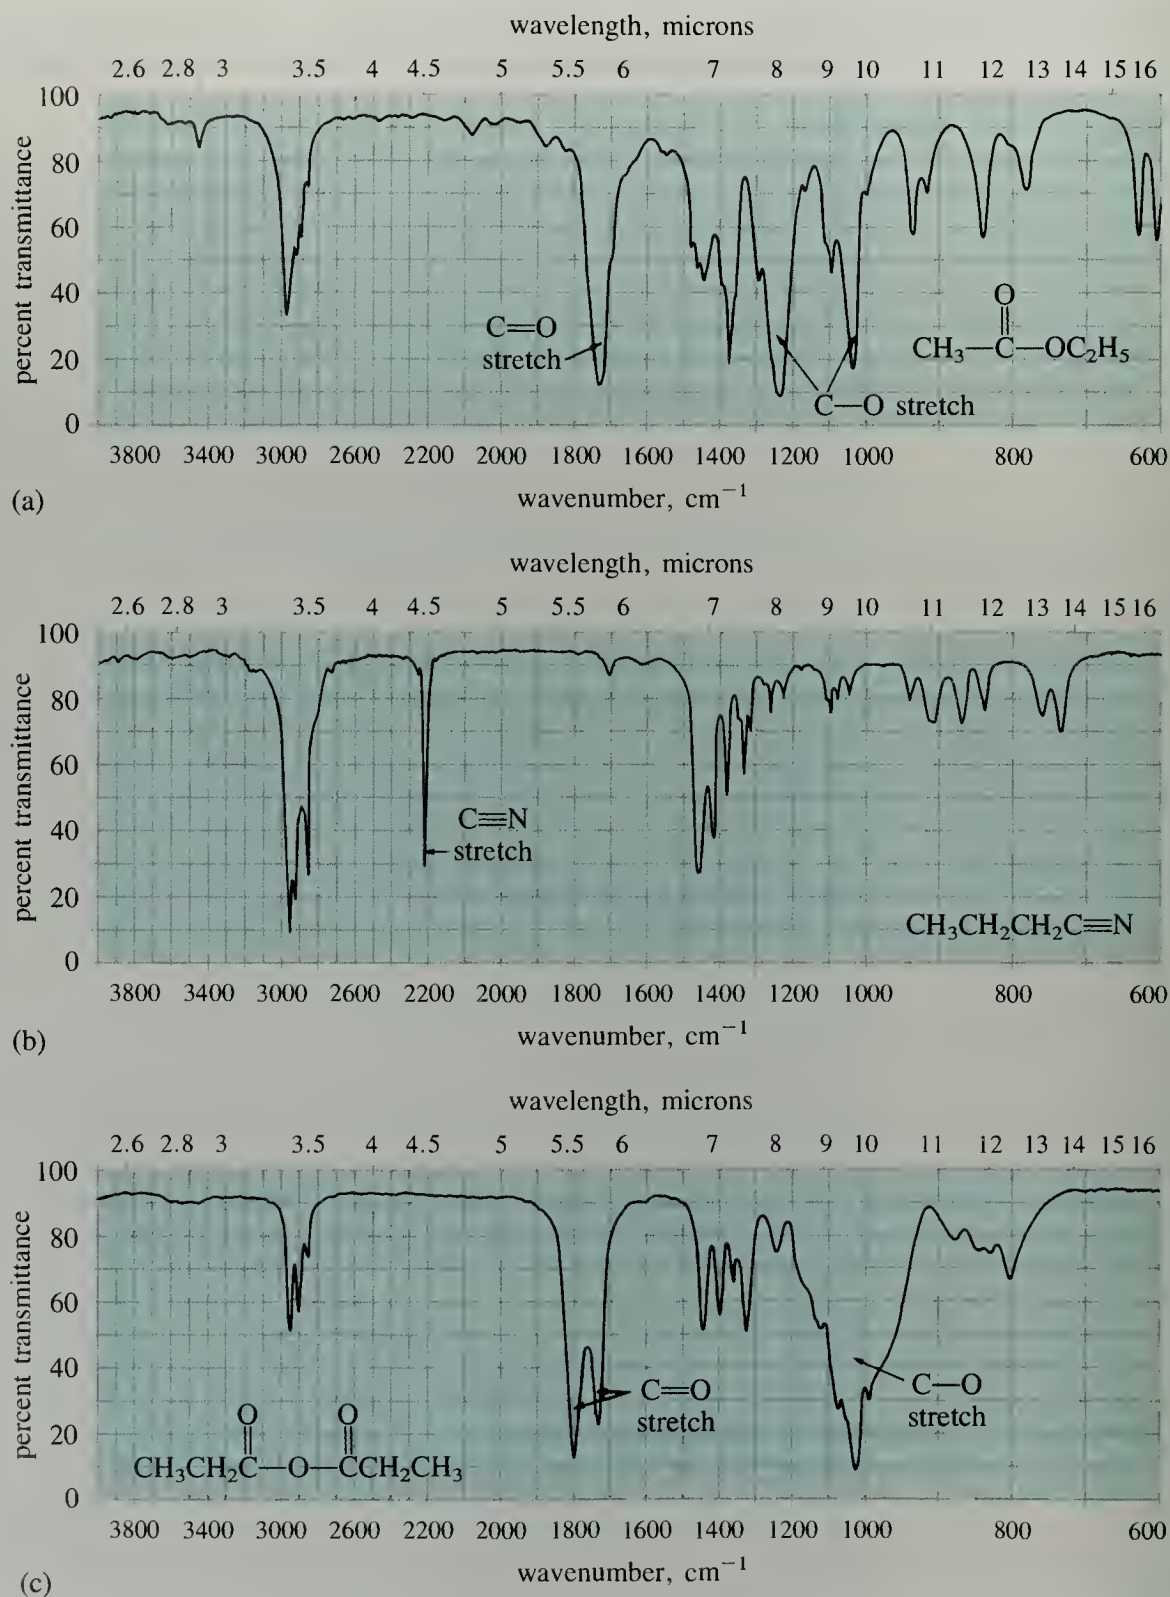 wavelength, microns
2.6 2.8 3 3.5 4 4.5 5 5.5 6 7 8 9 10 11 12 13 14 15 16
percent transmittance
100
80
60
40
20
0
C=O
stretch
C—O stretch
O
CH₃—C—OC₂H₅
3800 3400 3000 2600 2200 2000 1800 1600 1400 1200 1000 800 600
wavenumber, cm⁻¹
(a)
wavelength, microns
2.6 2.8 3 3.5 4 4.5 5 5.5 6 7 8 9 10 11 12 13 14 15 16
percent transmittance
100
80
60
40
20
0
C≡N
stretch
CH₃CH₂CH₂C≡N
3800 3400 3000 2600 2200 2000 1800 1600 1400 1200 1000 800 600
wavenumber, cm⁻¹
(b)
wavelength, microns
2.6 2.8 3 3.5 4 4.5 5 5.5 6 7 8 9 10 11 12 13 14 15 16
percent transmittance
100
80
60
40
20
0
C=O
stretch
C—O
stretch
O O
CH₃CH₂C—O—CCH₂CH₃
3800 3400 3000 2600 2200 2000 1800 1600 1400 1200 1000 800 600
wavenumber, cm⁻¹
(c)